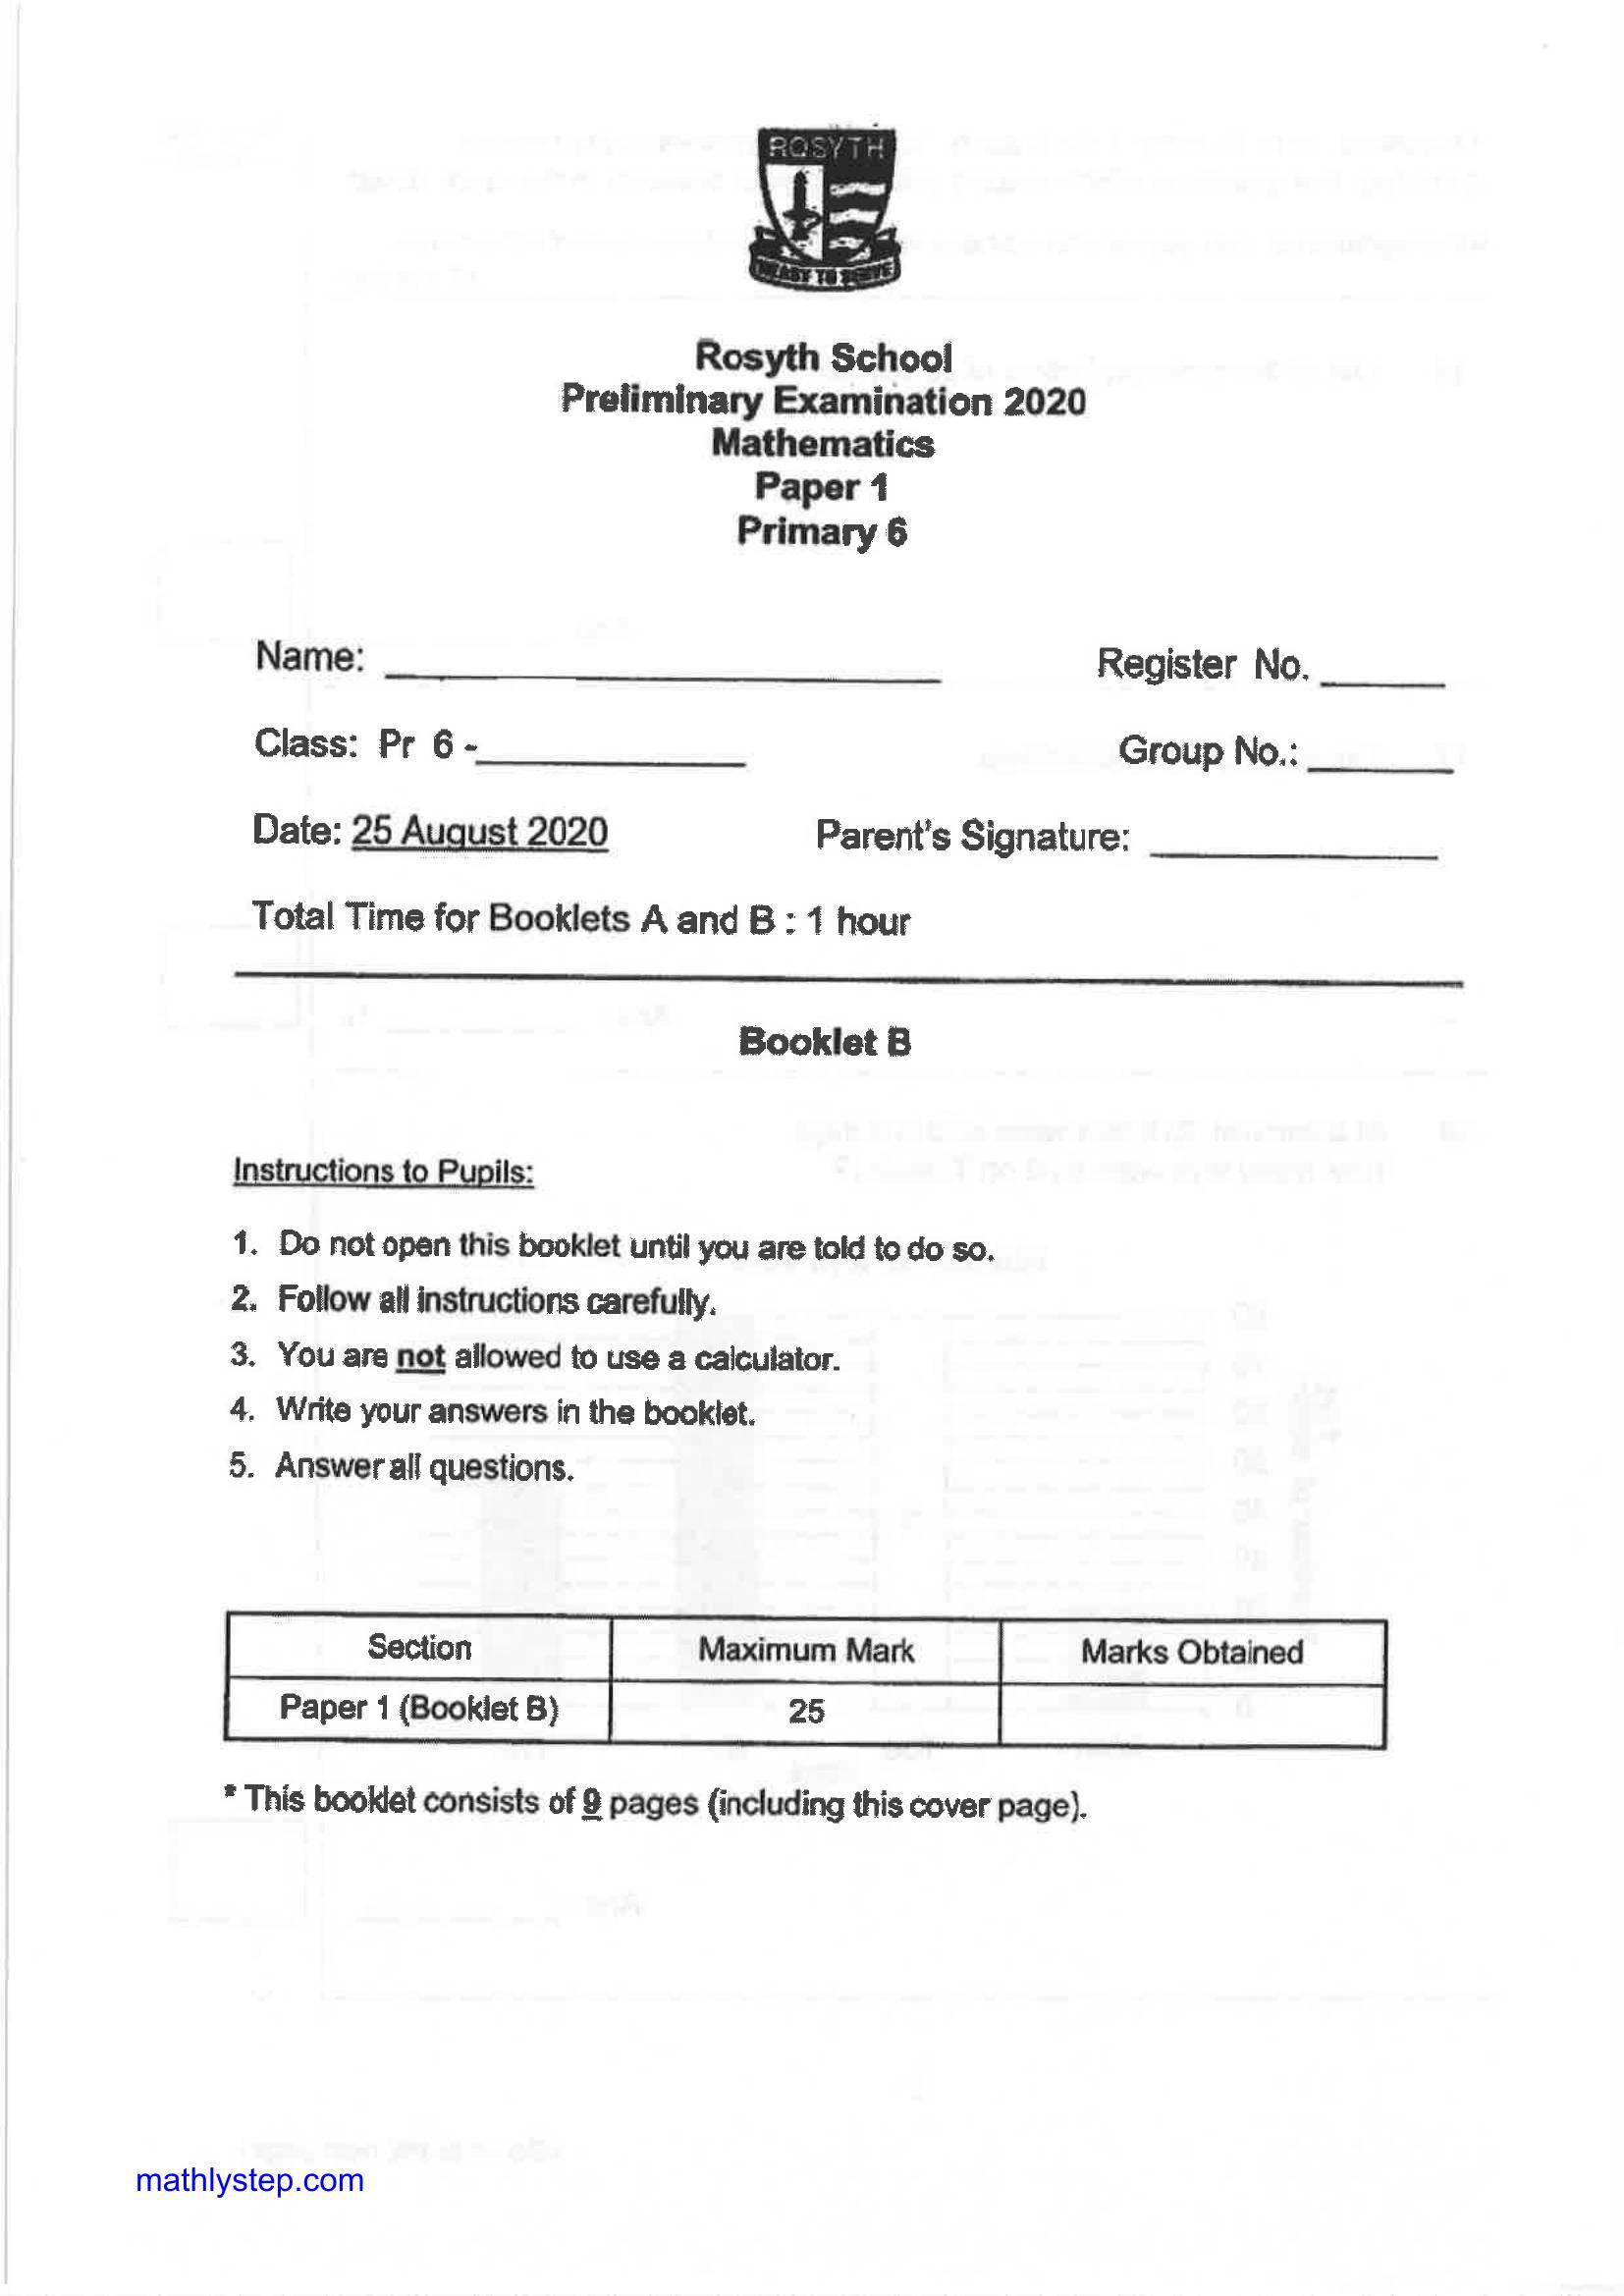 ROSYTH
READY TO SERVE
Rosyth School
Preliminary Examination 2020
Mathematics
Paper 1
Primary 6
Name: Register No.
Class: Pr 6 - Group No.:
Date: 25 August 2020 Parent's Signature:
Total Time for Booklets A and B : 1 hour
Booklet B
Instructions to Pupils:
1. Do not open this booklet until you are told to do so.
2. Follow all instructions carefully.
3. You are not allowed to use a calculator.
4. Write your answers in the booklet.
5. Answer all questions.
Section Maximum Mark Marks Obtained
Paper 1 (Booklet B) 25
* This booklet consists of 9 pages (including this cover page).
mathlystep.com